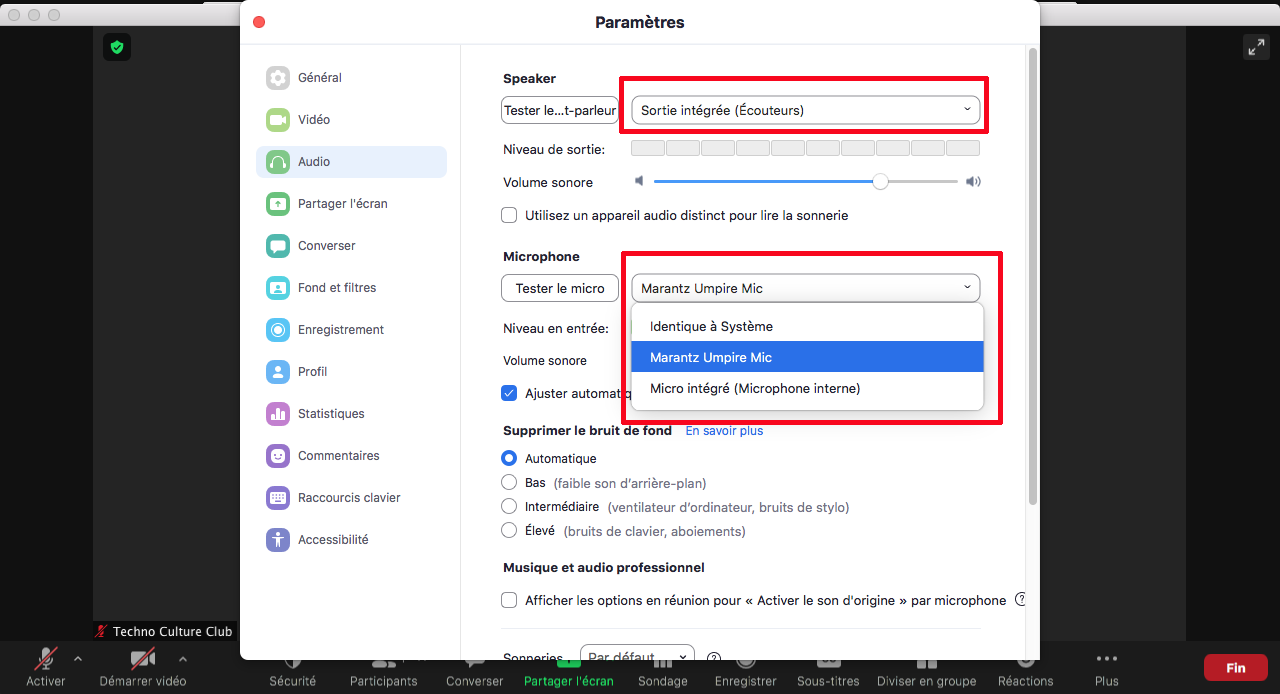 Paramètres
Général
Vidéo
Audio
Partager l'écran
Converser
Fond et filtres
Enregistrement
Profil
Statistiques
Commentaires
Raccourcis clavier
Accessibilité
Speaker
Tester le...t-parleur
Sortie intégrée (Écouteurs)
Niveau de sortie:
Volume sonore
Utilisez un appareil audio distinct pour lire la sonnerie
Microphone
Tester le micro
Marantz Umpire Mic
Identique à Système
Marantz Umpire Mic
Micro intégré (Microphone interne)
Niveau en entrée:
Volume sonore
Ajuster automatiq
Supprimer le bruit de fond En savoir plus
Automatique
Bas (faible son d’arrière-plan)
Intermédiaire (ventilateur d’ordinateur, bruits de stylo)
Élevé (bruits de clavier, aboiements)
Musique et audio professionnel
Afficher les options en réunion pour « Activer le son d'origine » par microphone ?
Sonneries Par défaut ?
Techno Culture Club
Activer
Démarrer vidéo
Sécurité
Participants
Converser
Partager l'écran
Sondage
Enregistrer
Sous-titres
Diviser en groupe
Réactions
Plus
Fin